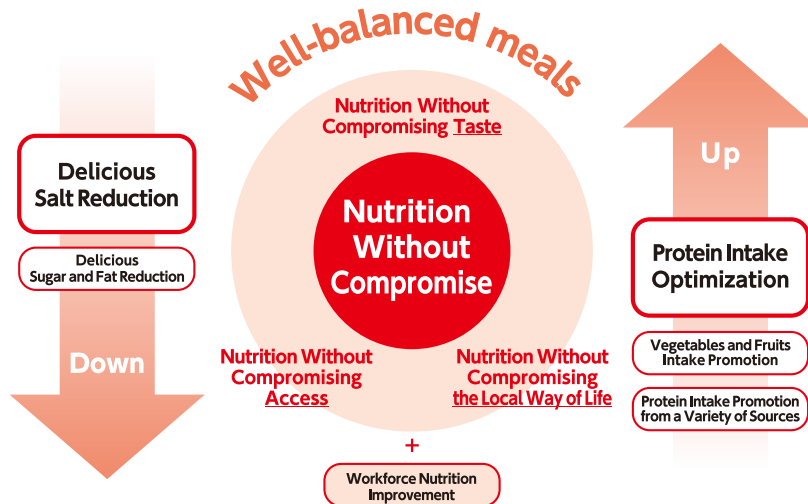 Well-balanced meals
Nutrition Without
Compromising Taste
Nutrition
Without
Compromise
Nutrition Without
Compromising
Access
Nutrition Without
Compromising
the Local Way of Life
+
Workforce Nutrition
Improvement
Delicious
Salt Reduction
Delicious
Sugar and Fat Reduction
Down
Up
Protein Intake
Optimization
Vegetables and Fruits
Intake Promotion
Protein Intake Promotion
from a Variety of Sources